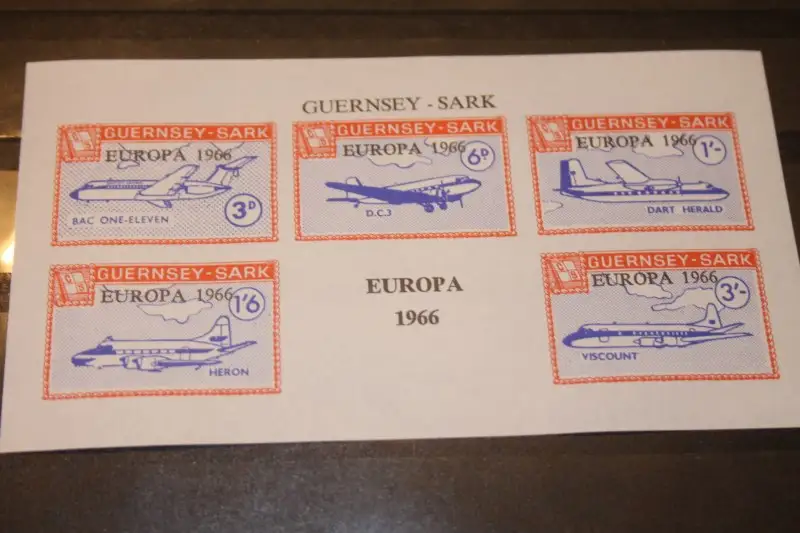 GUERNSEY - SARK
GUERNSEY-SARK
EUROPA 1966
3D
BAC ONE-ELEVEN
GUERNSEY-SARK
EUROPA 1966
6D
D.C.3
GUERNSEY-SARK
EUROPA 1966
1'-
DART HERALD
GUERNSEY-SARK
EUROPA 1966
1'6
HERON
EUROPA
1966
GUERNSEY-SARK
EUROPA 1966
3'-
VISCOUNT